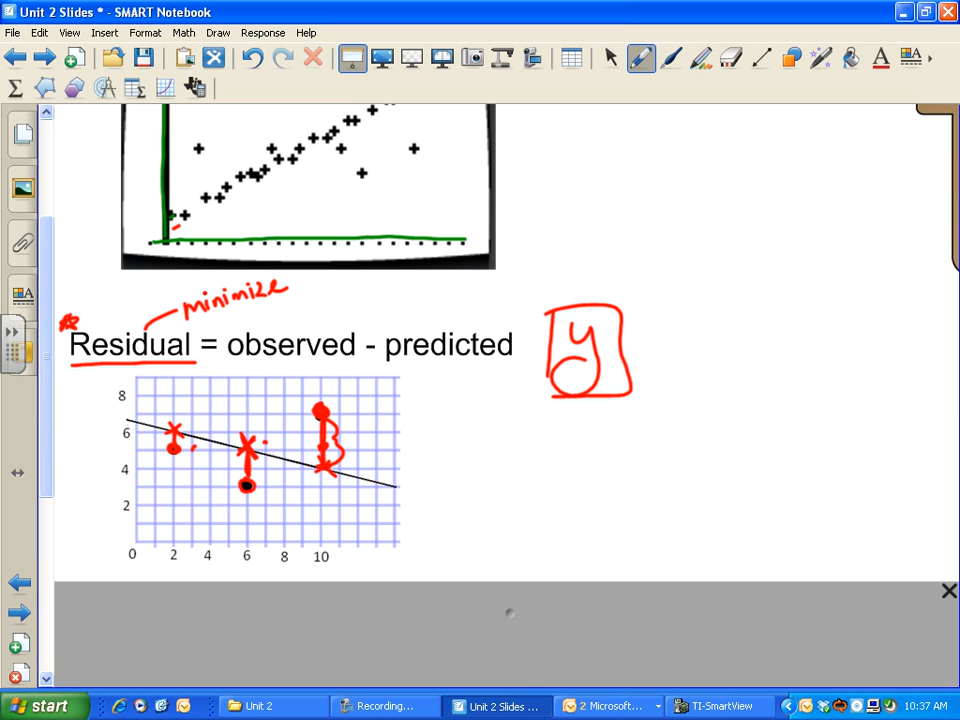 Unit 2 Slides * - SMART Notebook
File Edit View Insert Format Math Draw Response Help
minimize
Residual = observed - predicted
y
8
6
4
2
0 2 4 6 8 10
start
Unit 2
Recording...
Unit 2 Slides ...
2 Microsoft...
TI-SmartView
10:37 AM